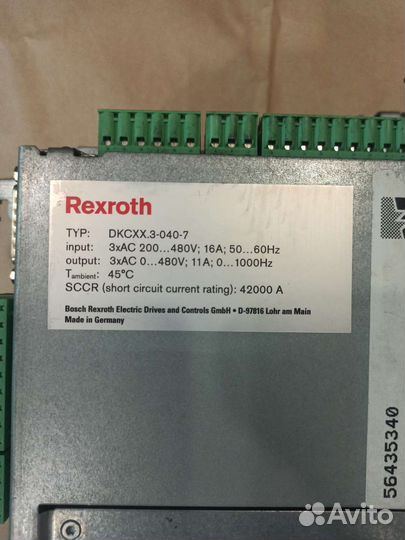 Rexroth
TYP: DKCXX.3-040-7
input: 3xAC 200...480V; 16A; 50...60Hz
output: 3xAC 0...480V; 11A; 0...1000Hz
Tambient: 45°C
SCCR (short circuit current rating): 42000 A
Bosch Rexroth Electric Drives and Controls GmbH • D-97816 Lohr am Main
Made in Germany
56435340
Avito